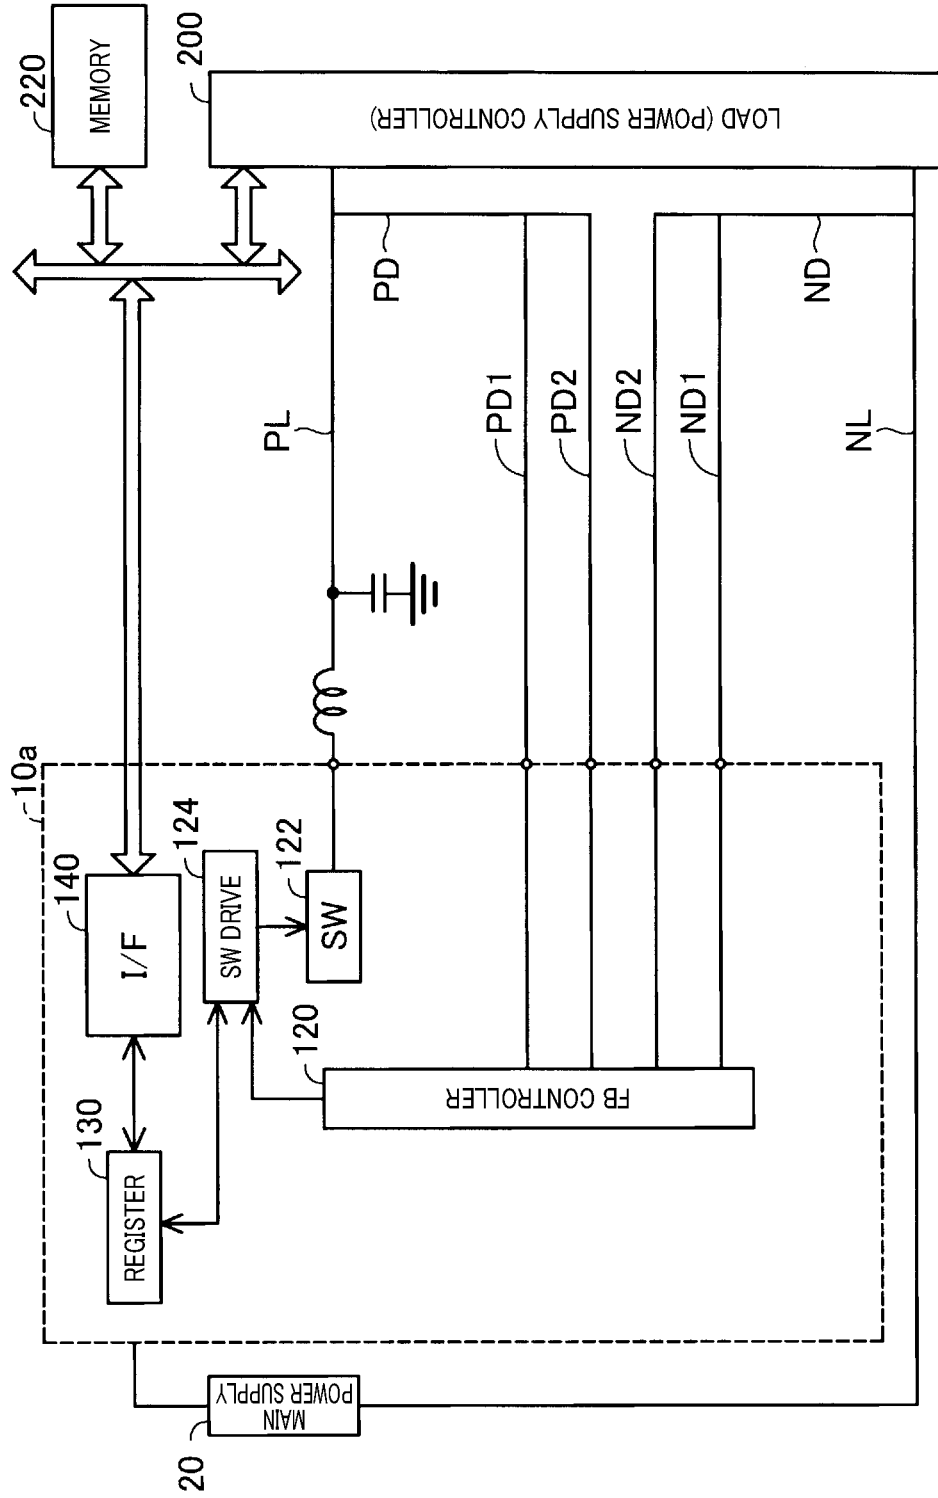 220
MEMORY
200
LOAD (POWER SUPPLY CONTROLLER)
PL
PD
PD1
PD2
ND2
ND1
ND
NL
10a
140
I/F
124
SW DRIVE
122
SW
130
REGISTER
120
FB CONTROLLER
20
MAIN
POWER SUPPLY